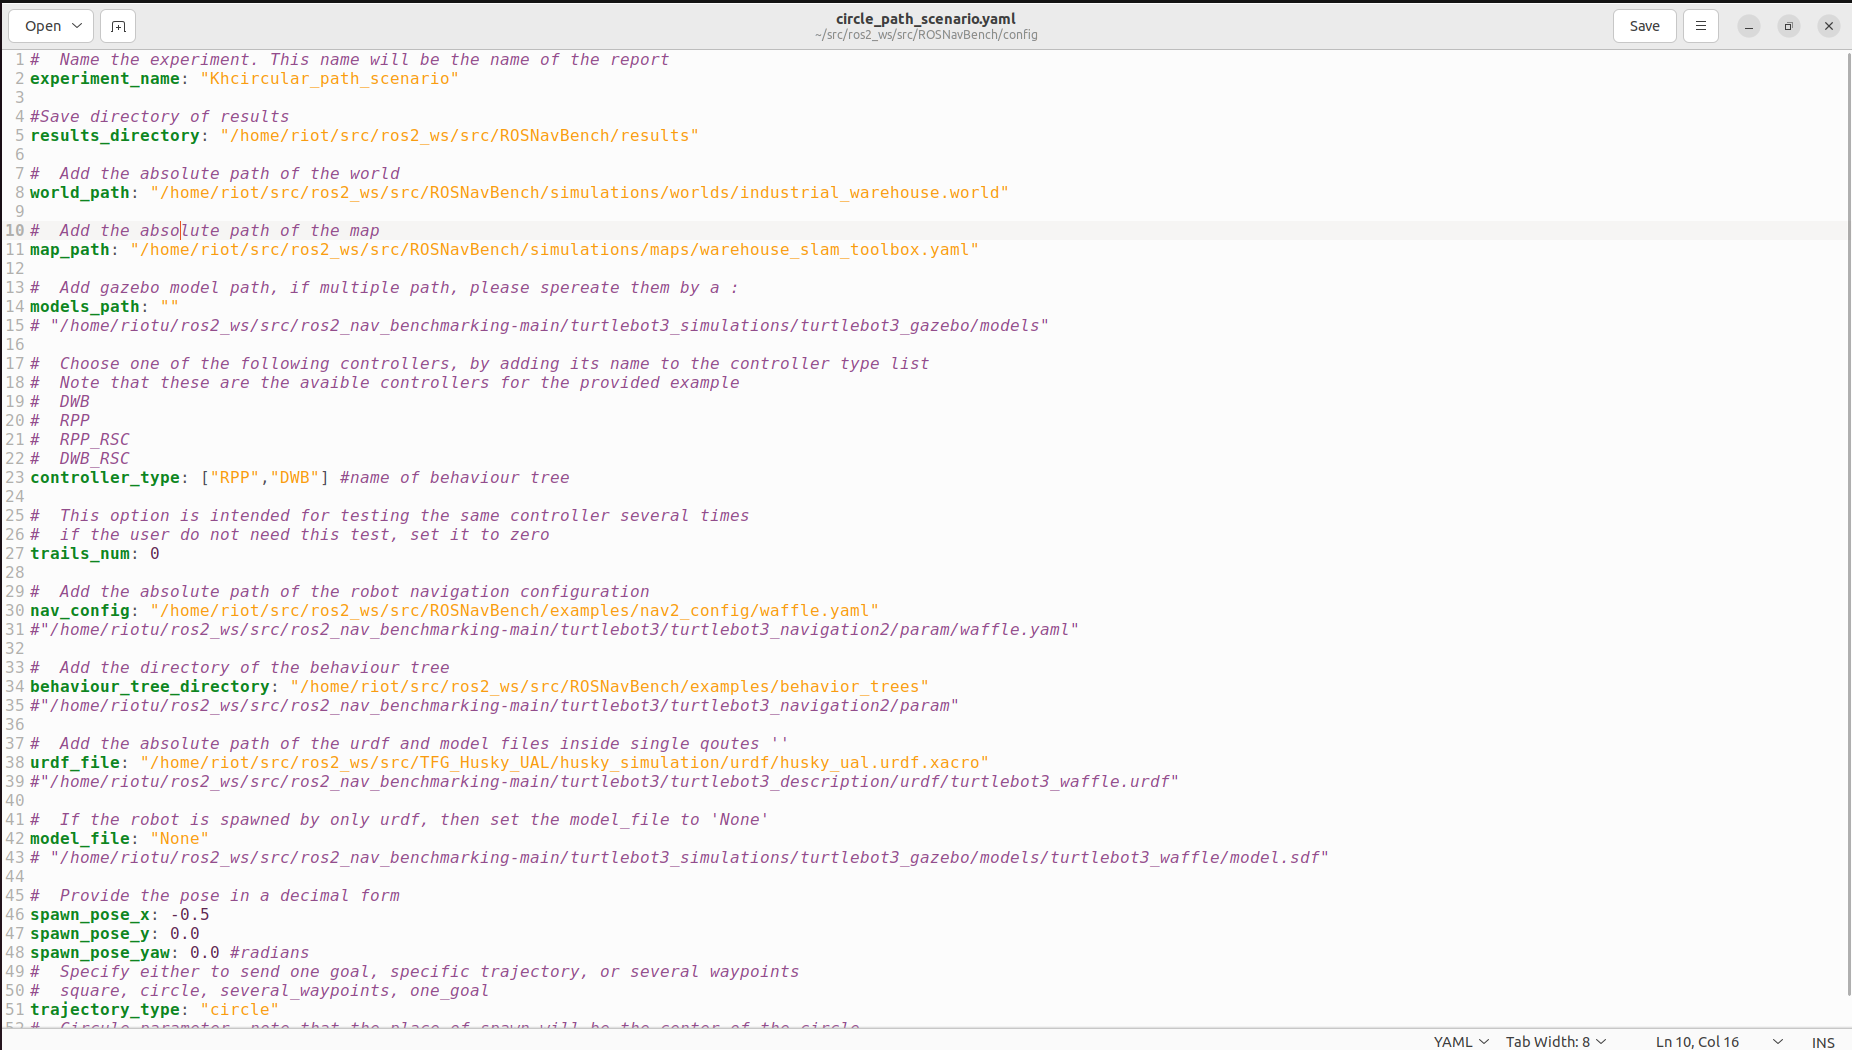 Open
circle_path_scenario.yaml
~/src/ros2_ws/src/ROSNavBench/config
Save
1 #  Name the experiment. This name will be the name of the report
2 experiment_name: "Khcircular_path_scenario"
3
4 #Save directory of results
5 results_directory: "/home/riot/src/ros2_ws/src/ROSNavBench/results"
6
7 #  Add the absolute path of the world
8 world_path: "/home/riot/src/ros2_ws/src/ROSNavBench/simulations/worlds/industrial_warehouse.world"
9
10 #  Add the absolute path of the map
11 map_path: "/home/riot/src/ros2_ws/src/ROSNavBench/simulations/maps/warehouse_slam_toolbox.yaml"
12
13 #  Add gazebo model path, if multiple path, please spereate them by a :
14 models_path: ""
15 # "/home/riotu/ros2_ws/src/ros2_nav_benchmarking-main/turtlebot3_simulations/turtlebot3_gazebo/models"
16
17 #  Choose one of the following controllers, by adding its name to the controller type list
18 #  Note that these are the avaible controllers for the provided example
19 #  DWB
20 #  RPP
21 #  RPP_RSC
22 #  DWB_RSC
23 controller_type: ["RPP","DWB"] #name of behaviour tree
24
25 #  This option is intended for testing the same controller several times
26 #  if the user do not need this test, set it to zero
27 trails_num: 0
28
29 #  Add the absolute path of the robot navigation configuration
30 nav_config: "/home/riot/src/ros2_ws/src/ROSNavBench/examples/nav2_config/waffle.yaml"
31 #"/home/riotu/ros2_ws/src/ros2_nav_benchmarking-main/turtlebot3/turtlebot3_navigation2/param/waffle.yaml"
32
33 #  Add the directory of the behaviour tree
34 behaviour_tree_directory: "/home/riot/src/ros2_ws/src/ROSNavBench/examples/behavior_trees"
35 #"/home/riotu/ros2_ws/src/ros2_nav_benchmarking-main/turtlebot3/turtlebot3_navigation2/param"
36
37 #  Add the absolute path of the urdf and model files inside single qoutes ''
38 urdf_file: "/home/riot/src/ros2_ws/src/TFG_Husky_UAL/husky_simulation/urdf/husky_ual.urdf.xacro"
39 #"/home/riotu/ros2_ws/src/ros2_nav_benchmarking-main/turtlebot3/turtlebot3_description/urdf/turtlebot3_waffle.urdf"
40
41 #  If the robot is spawned by only urdf, then set the model_file to 'None'
42 model_file: "None"
43 # "/home/riotu/ros2_ws/src/ros2_nav_benchmarking-main/turtlebot3_simulations/turtlebot3_gazebo/models/turtlebot3_waffle/model.sdf"
44
45 #  Provide the pose in a decimal form
46 spawn_pose_x: -0.5
47 spawn_pose_y: 0.0
48 spawn_pose_yaw: 0.0 #radians
49 #  Specify either to send one goal, specific trajectory, or several waypoints
50 #  square, circle, several_waypoints, one_goal
51 trajectory_type: "circle"
52 #  Circule parameter, note that the place of spawn will be the center of the circle
YAML
Tab Width: 8
Ln 10, Col 16
INS